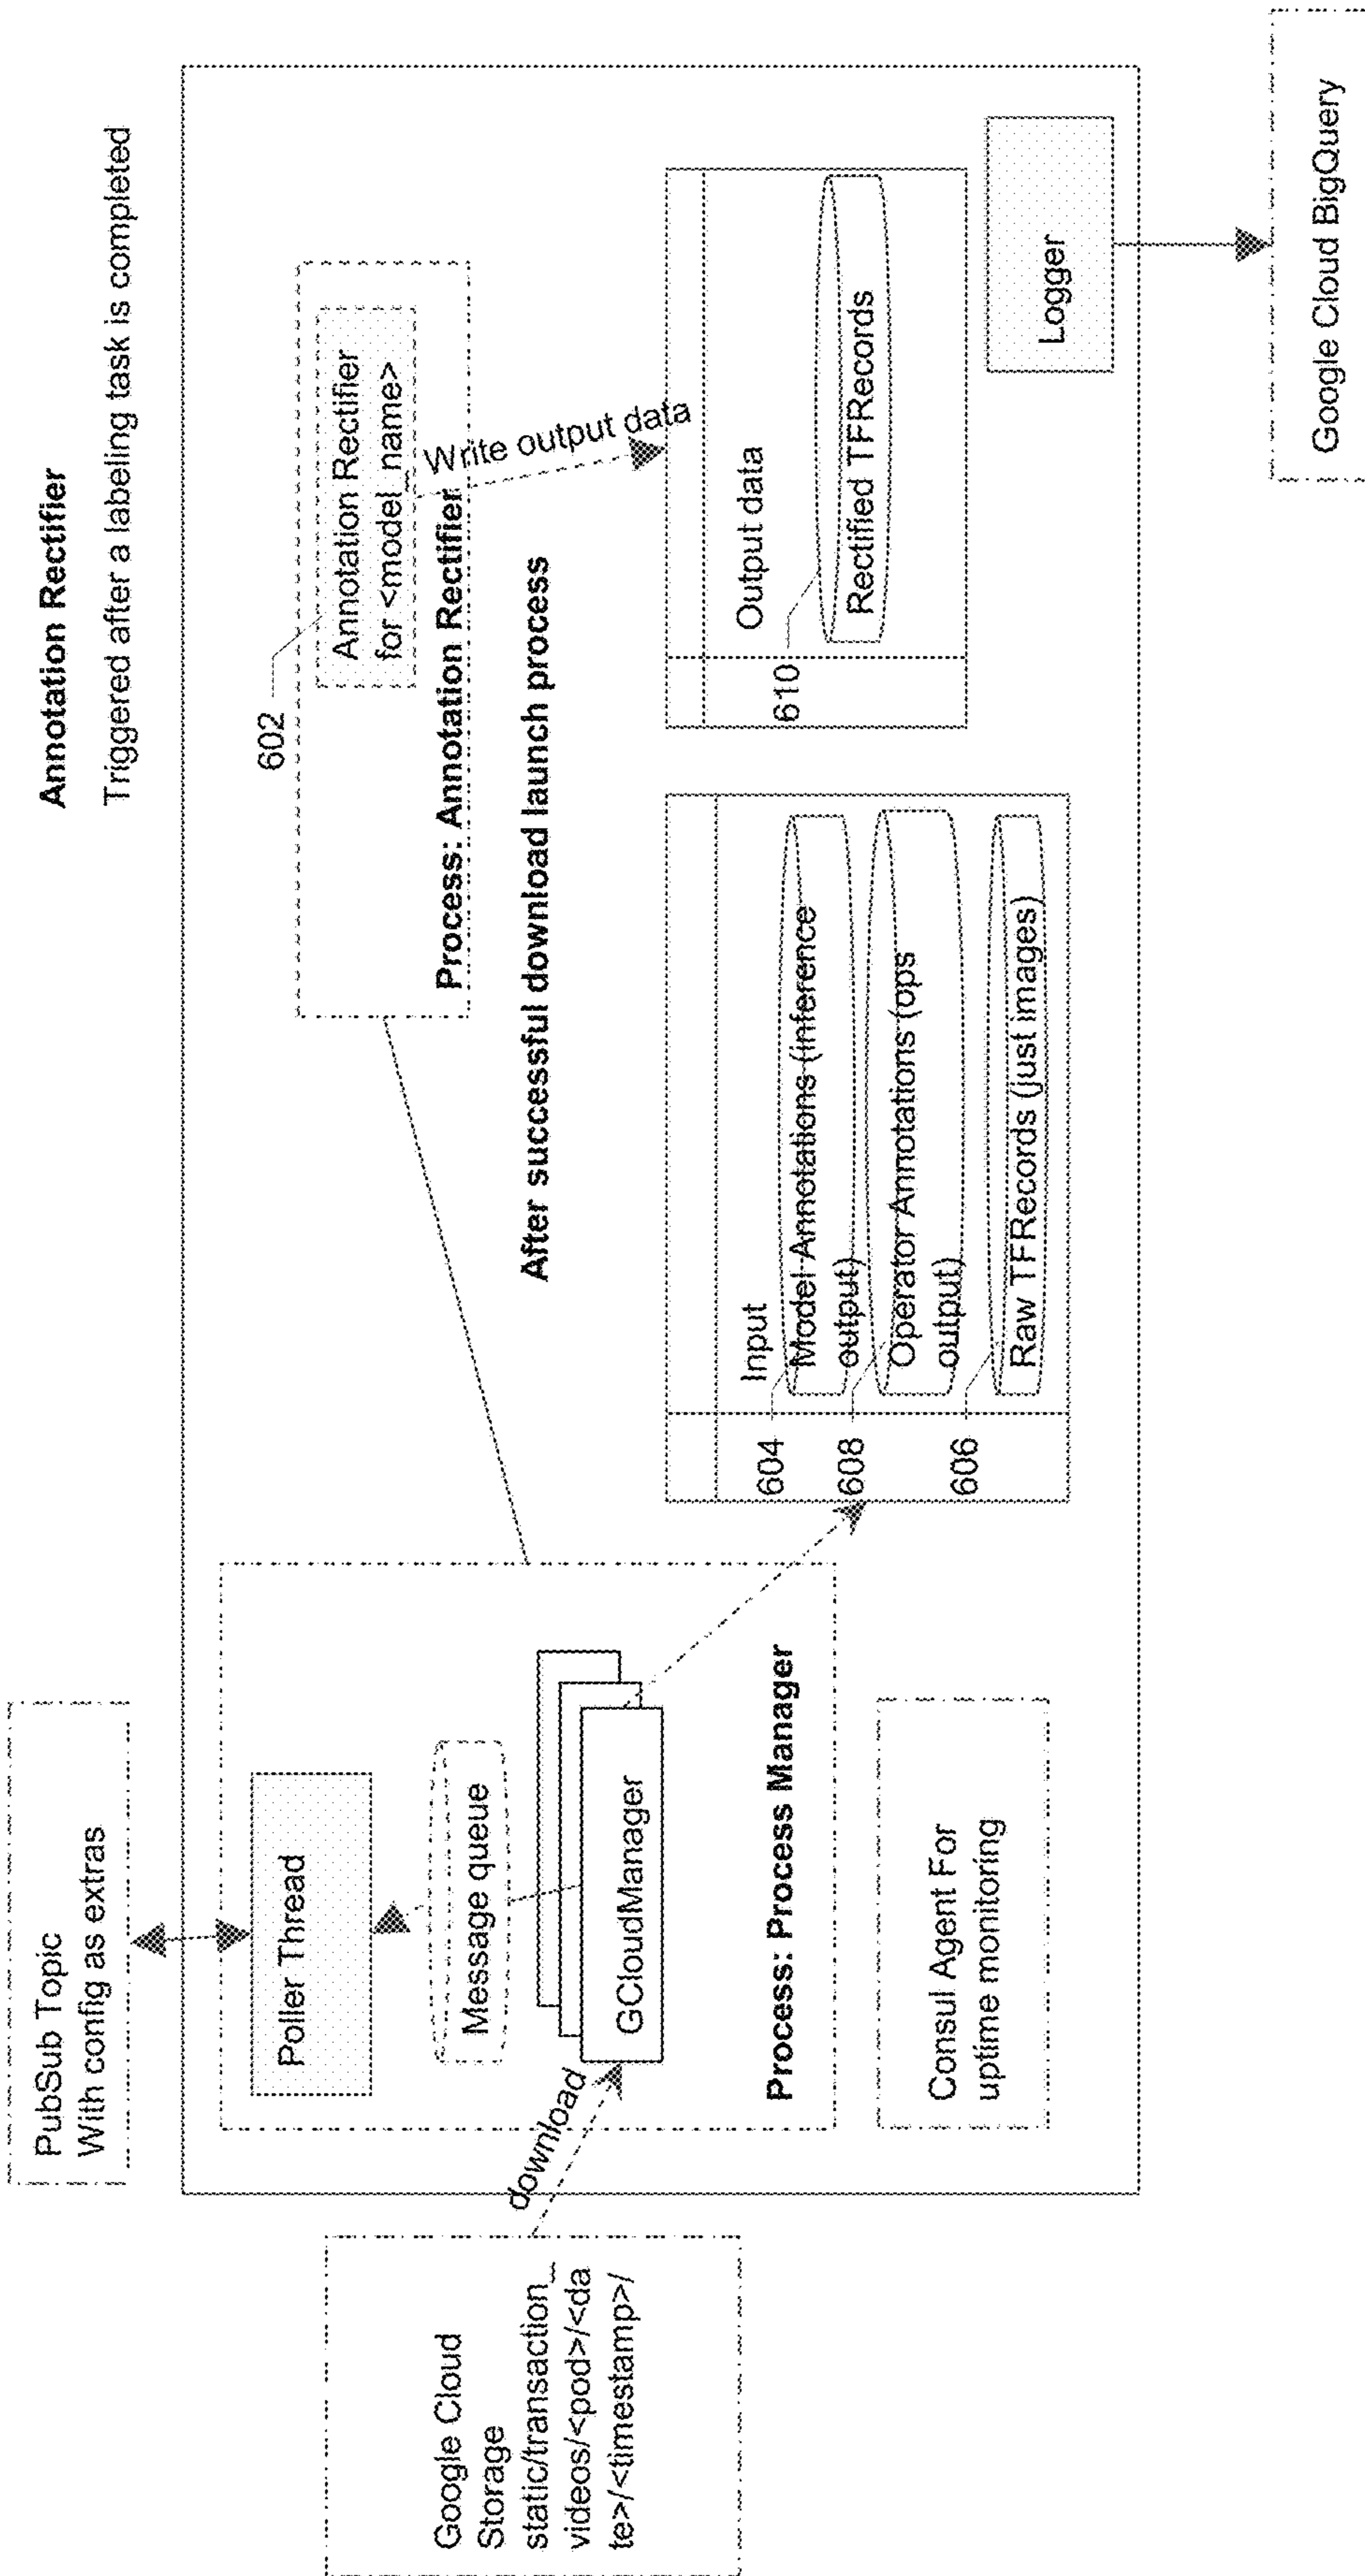 Annotation Rectifier
Triggered after a labeling task is completed
PubSub Topic
With config as extras
Google Cloud
Storage
static/transaction_
videos/<pod>/<da
te>/<timestamp>/
download
Poller Thread
Message queue
GCloudManager
Process: Process Manager
Consul Agent For
uptime monitoring
602
Annotation Rectifier
for <model_name>
Process: Annotation Rectifier
Write output data
After successful download launch process
Input
604
Model Annotations (inference
output)
608
Operator Annotations (ops
output)
606
Raw TFRecords (just images)
Output data
610
Rectified TFRecords
Logger
Google Cloud BigQuery